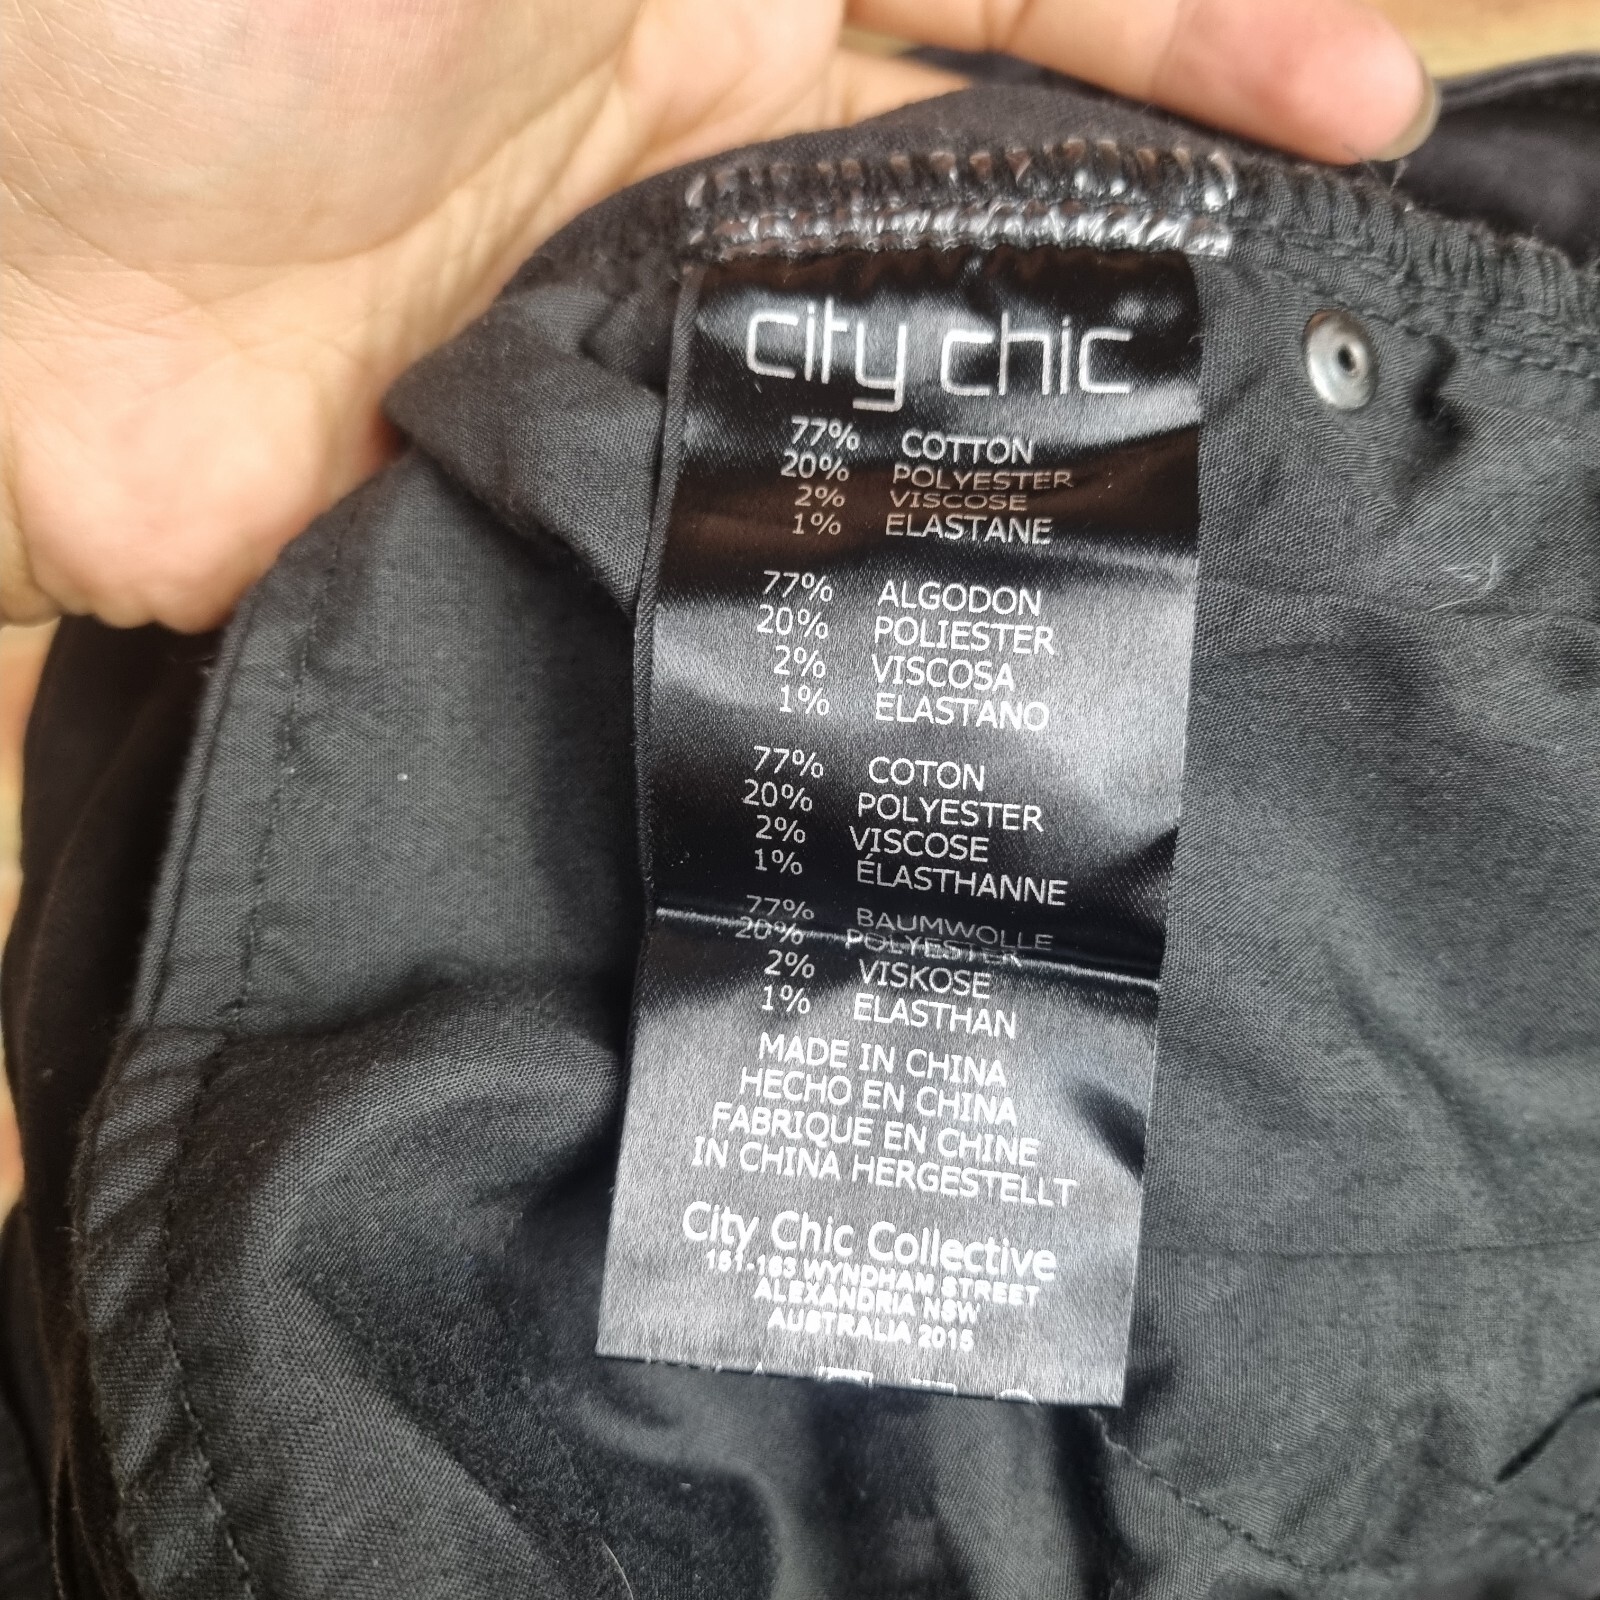 city chic®
77% COTTON
20% POLYESTER
2% VISCOSE
1% ELASTANE
77% ALGODON
20% POLIESTER
2% VISCOSA
1% ELASTANO
77% COTON
20% POLYESTER
2% VISCOSE
1% ÉLASTHANNE
77% BAUMWOLLE
20% POLYESTER
2% VISKOSE
1% ELASTHAN
MADE IN CHINA
HECHO EN CHINA
FABRIQUE EN CHINE
IN CHINA HERGESTELLT
City Chic Collective
151-163 WYNDHAM STREET
ALEXANDRIA NSW
AUSTRALIA 2015